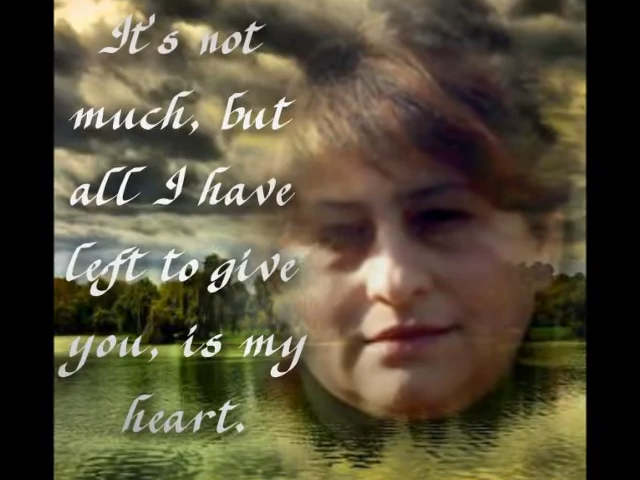 It's not
much, but
all I have
left to give
you, is my
heart.